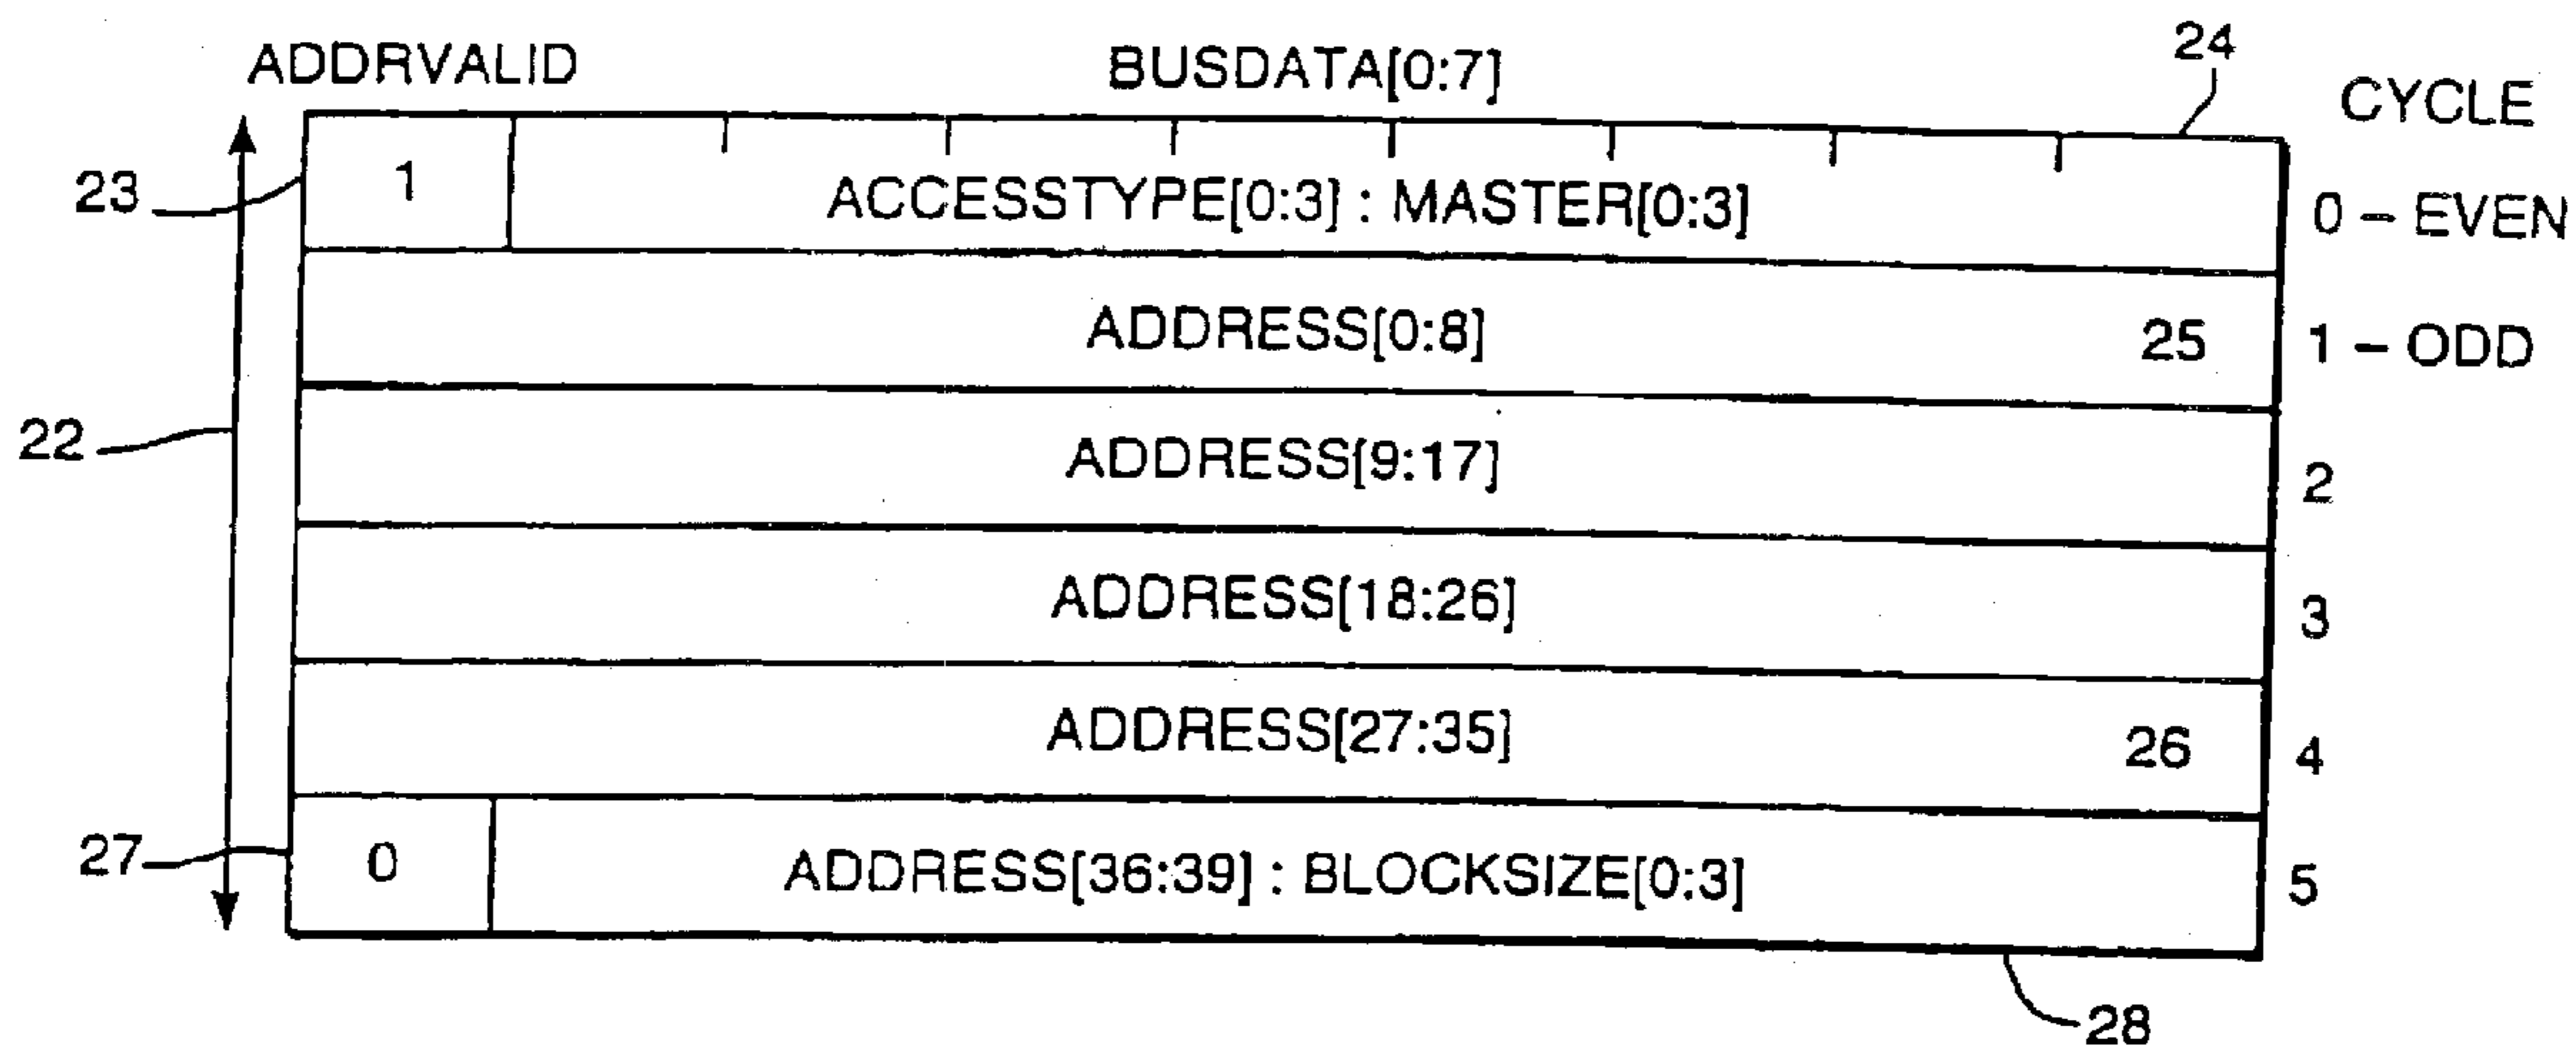 ADDRVALID BUSDATA[0:7] 24 CYCLE
23 1 ACCESSTYPE[0:3] : MASTER[0:3] 0 – EVEN
ADDRESS[0:8] 25 1 – ODD
22 ADDRESS[9:17] 2
ADDRESS[18:26] 3
ADDRESS[27:35] 26 4
27 0 ADDRESS[36:39] : BLOCKSIZE[0:3] 5
28